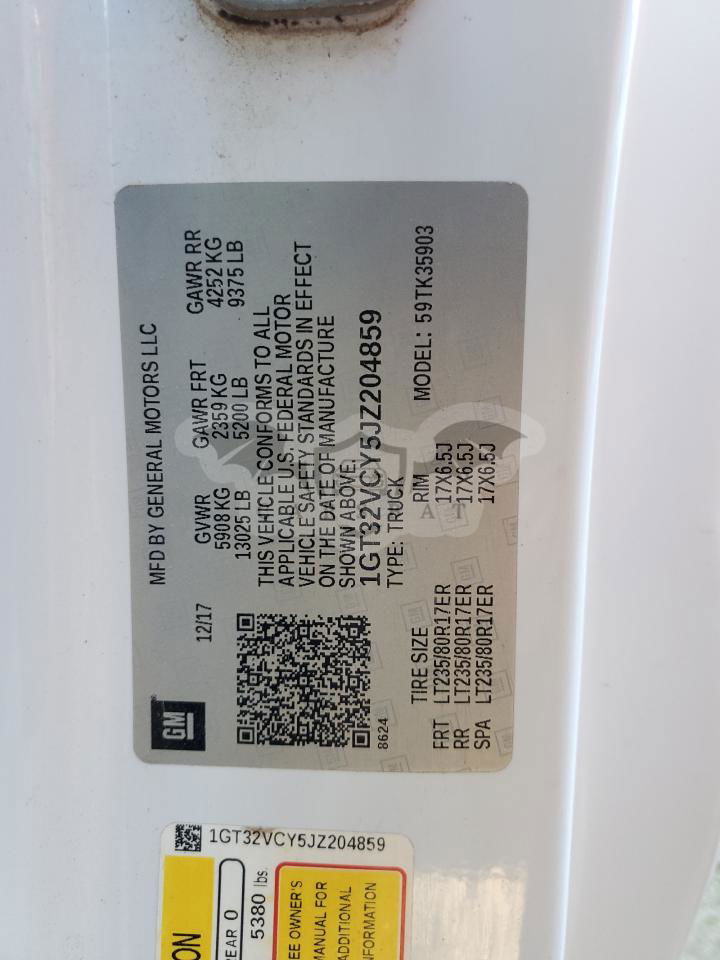 MFD BY GENERAL MOTORS LLC
GM
12/17
GVWR GAWR FRT GAWR RR
5908 KG 2359 KG 4252 KG
13025 LB 5200 LB 9375 LB
THIS VEHICLE CONFORMS TO ALL
APPLICABLE U.S. FEDERAL MOTOR
VEHICLE SAFETY STANDARDS IN EFFECT
ON THE DATE OF MANUFACTURE
SHOWN ABOVE.
1GT32VCY5JZ204859
TYPE: TRUCK
8624
TIRE SIZE RIM MODEL: 59TK35903
FRT LT235/80R17ER 17X6.5J
RR LT235/80R17ER 17X6.5J
SPA LT235/80R17ER 17X6.5J
1GT32VCY5JZ204859
REAR 0
5380 lbs.
EE OWNER'S
MANUAL FOR
ADDITIONAL
NFORMATION